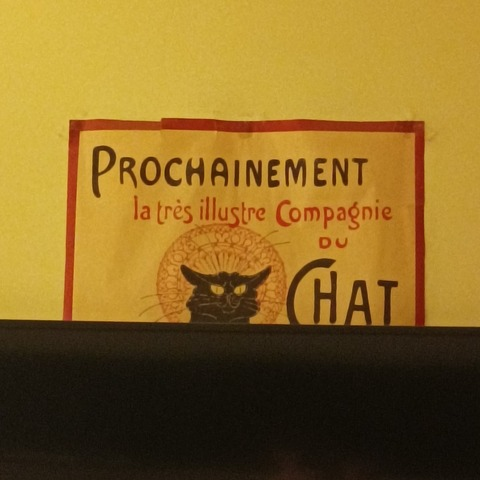 PROCHAINEMENT
la très illustre Compagnie
DU
CHAT